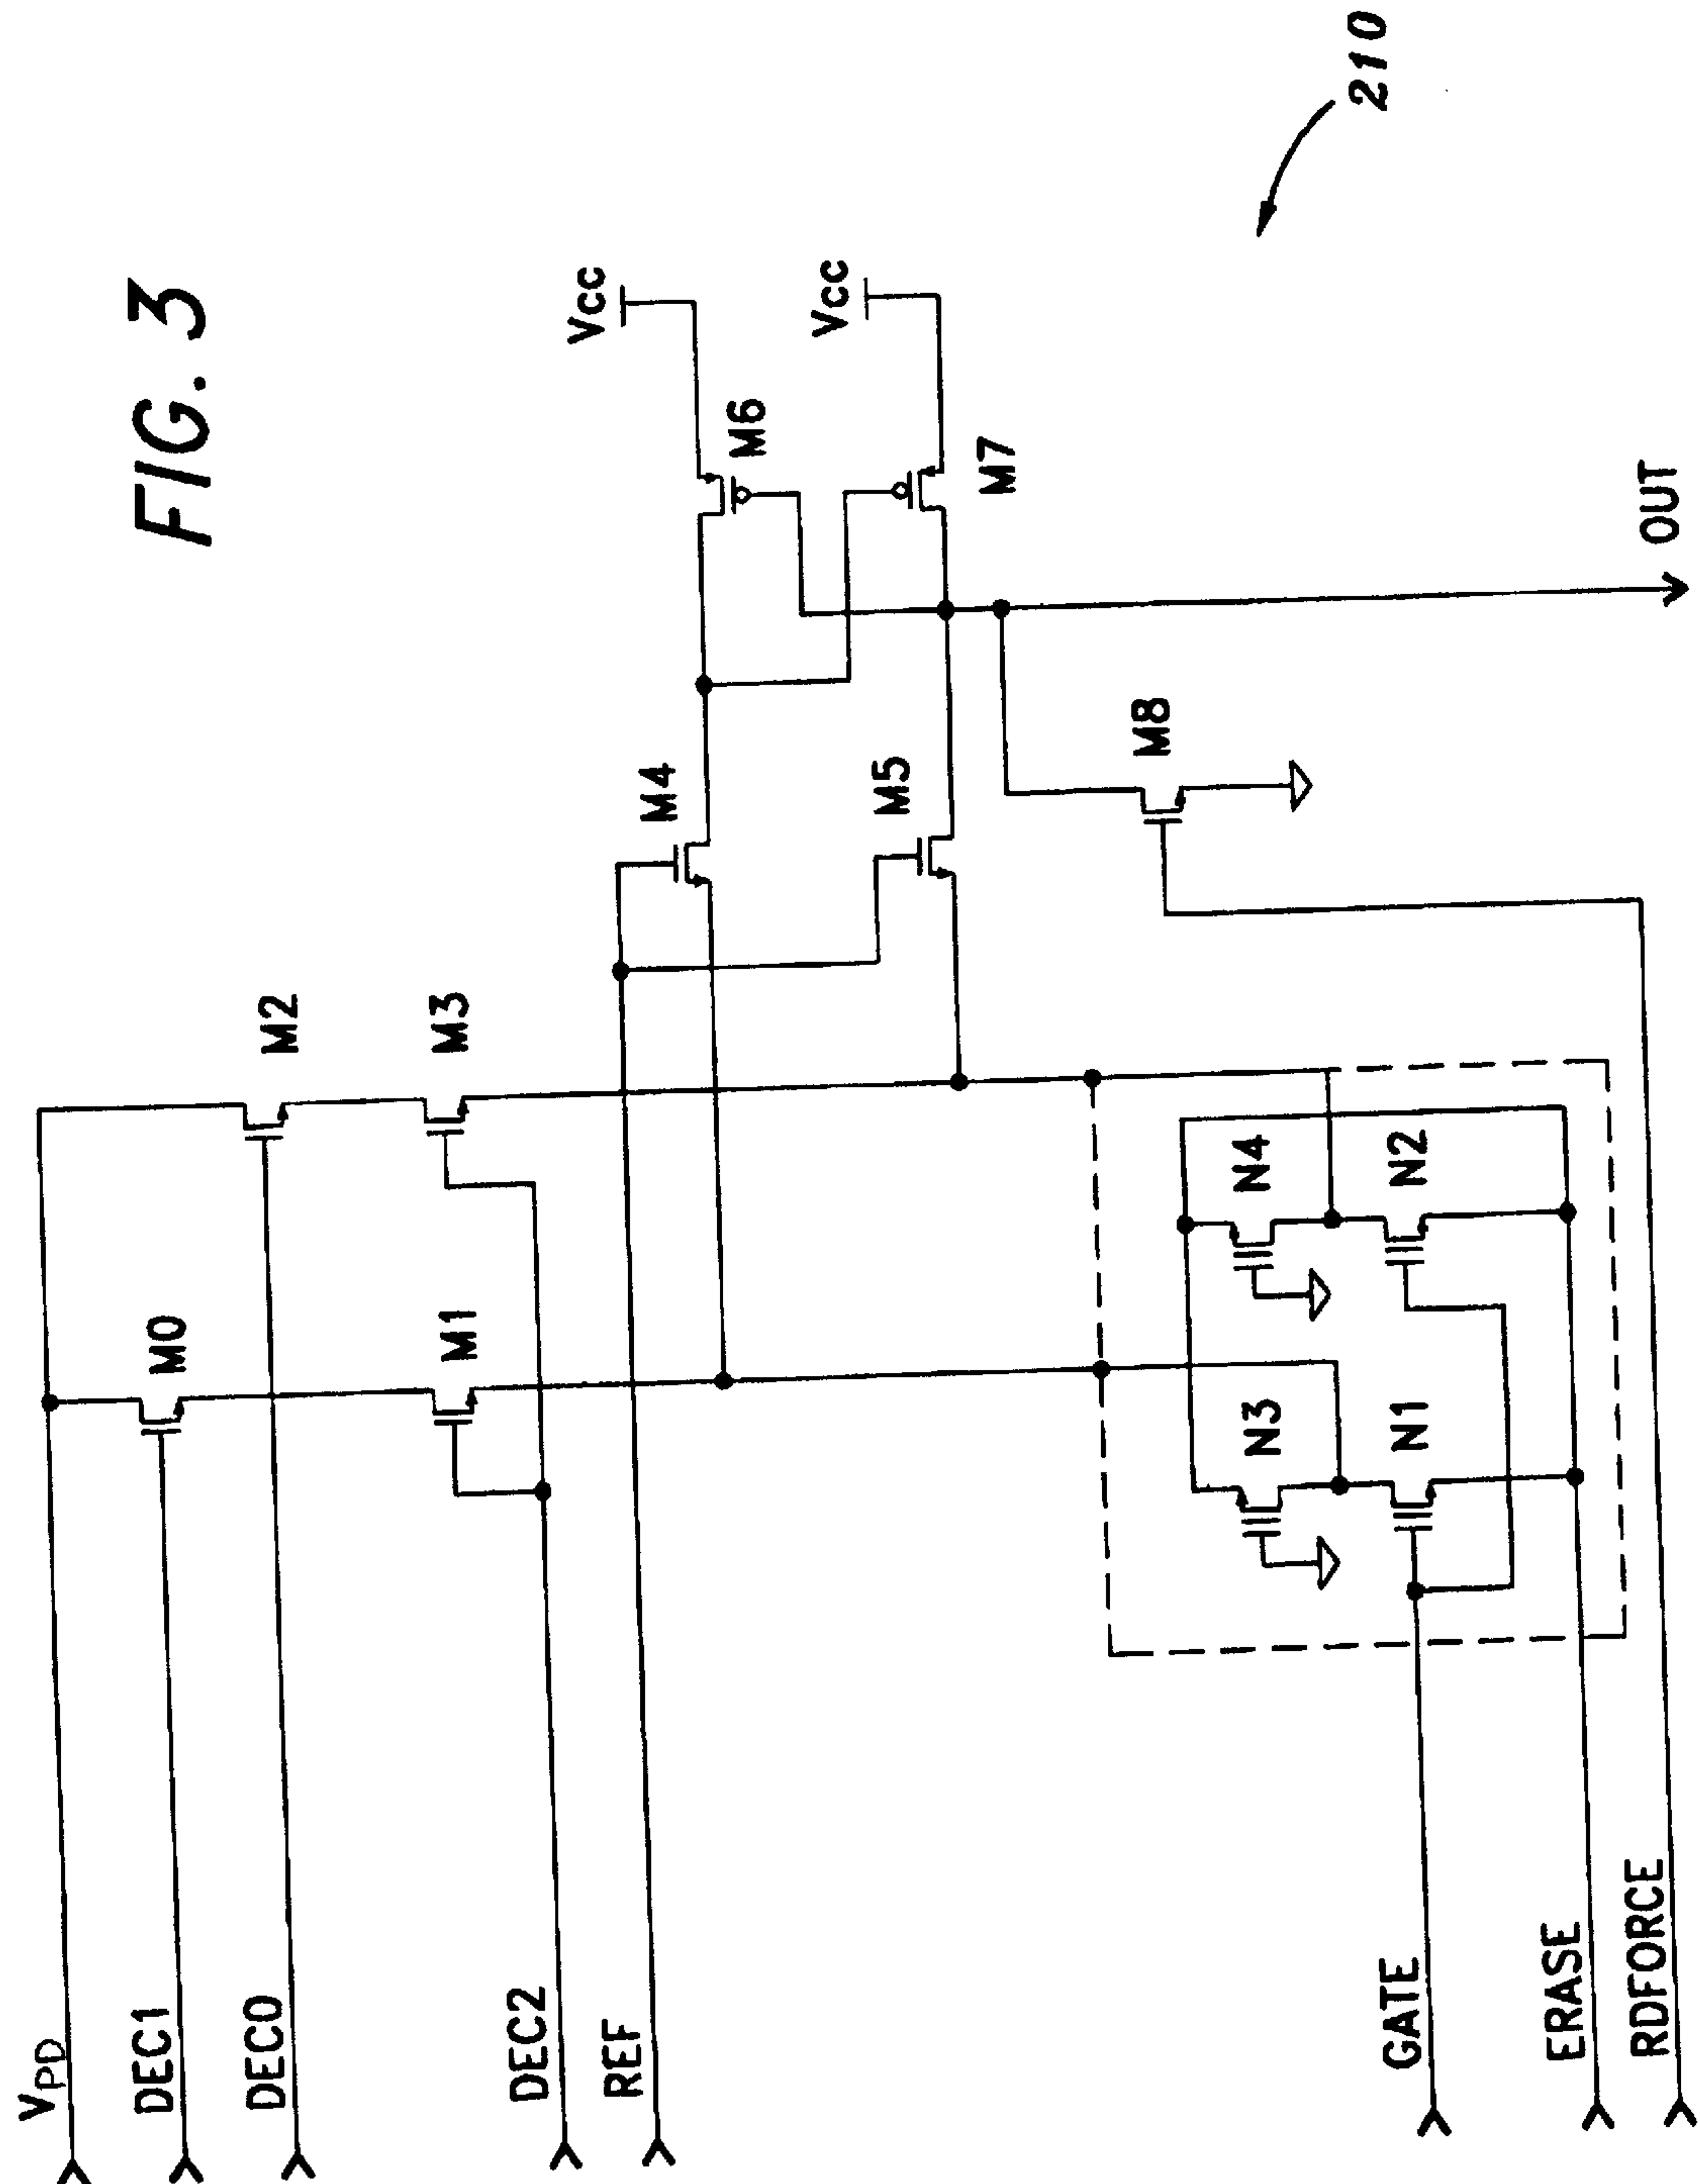 FIG. 3
210
VPD
DEC1
DEC0
DEC2
REF
GATE
ERASE
RDFORCE
M0
M1
M2
M3
M4
M5
M6
M7
M8
Vcc
Vcc
N3
N4
N1
N2
OUT